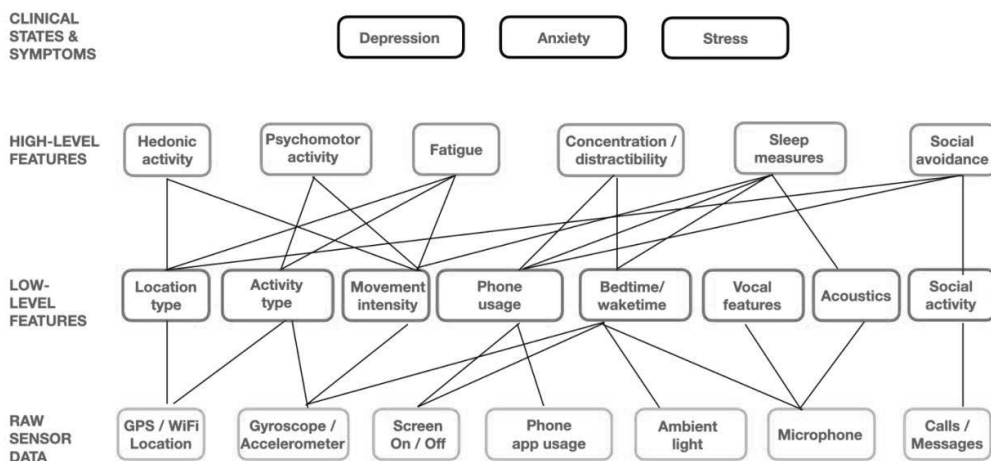 CLINICAL
STATES &
SYMPTOMS
Depression
Anxiety
Stress
HIGH-LEVEL
FEATURES
Hedonic
activity
Psychomotor
activity
Fatigue
Concentration /
distractibility
Sleep
measures
Social
avoidance
LOW-
LEVEL
FEATURES
Location
type
Activity
type
Movement
intensity
Phone
usage
Bedtime/
waketime
Vocal
features
Acoustics
Social
activity
RAW
SENSOR
DATA
GPS / WiFi
Location
Gyroscope /
Accelerometer
Screen
On / Off
Phone
app usage
Ambient
light
Microphone
Calls /
Messages